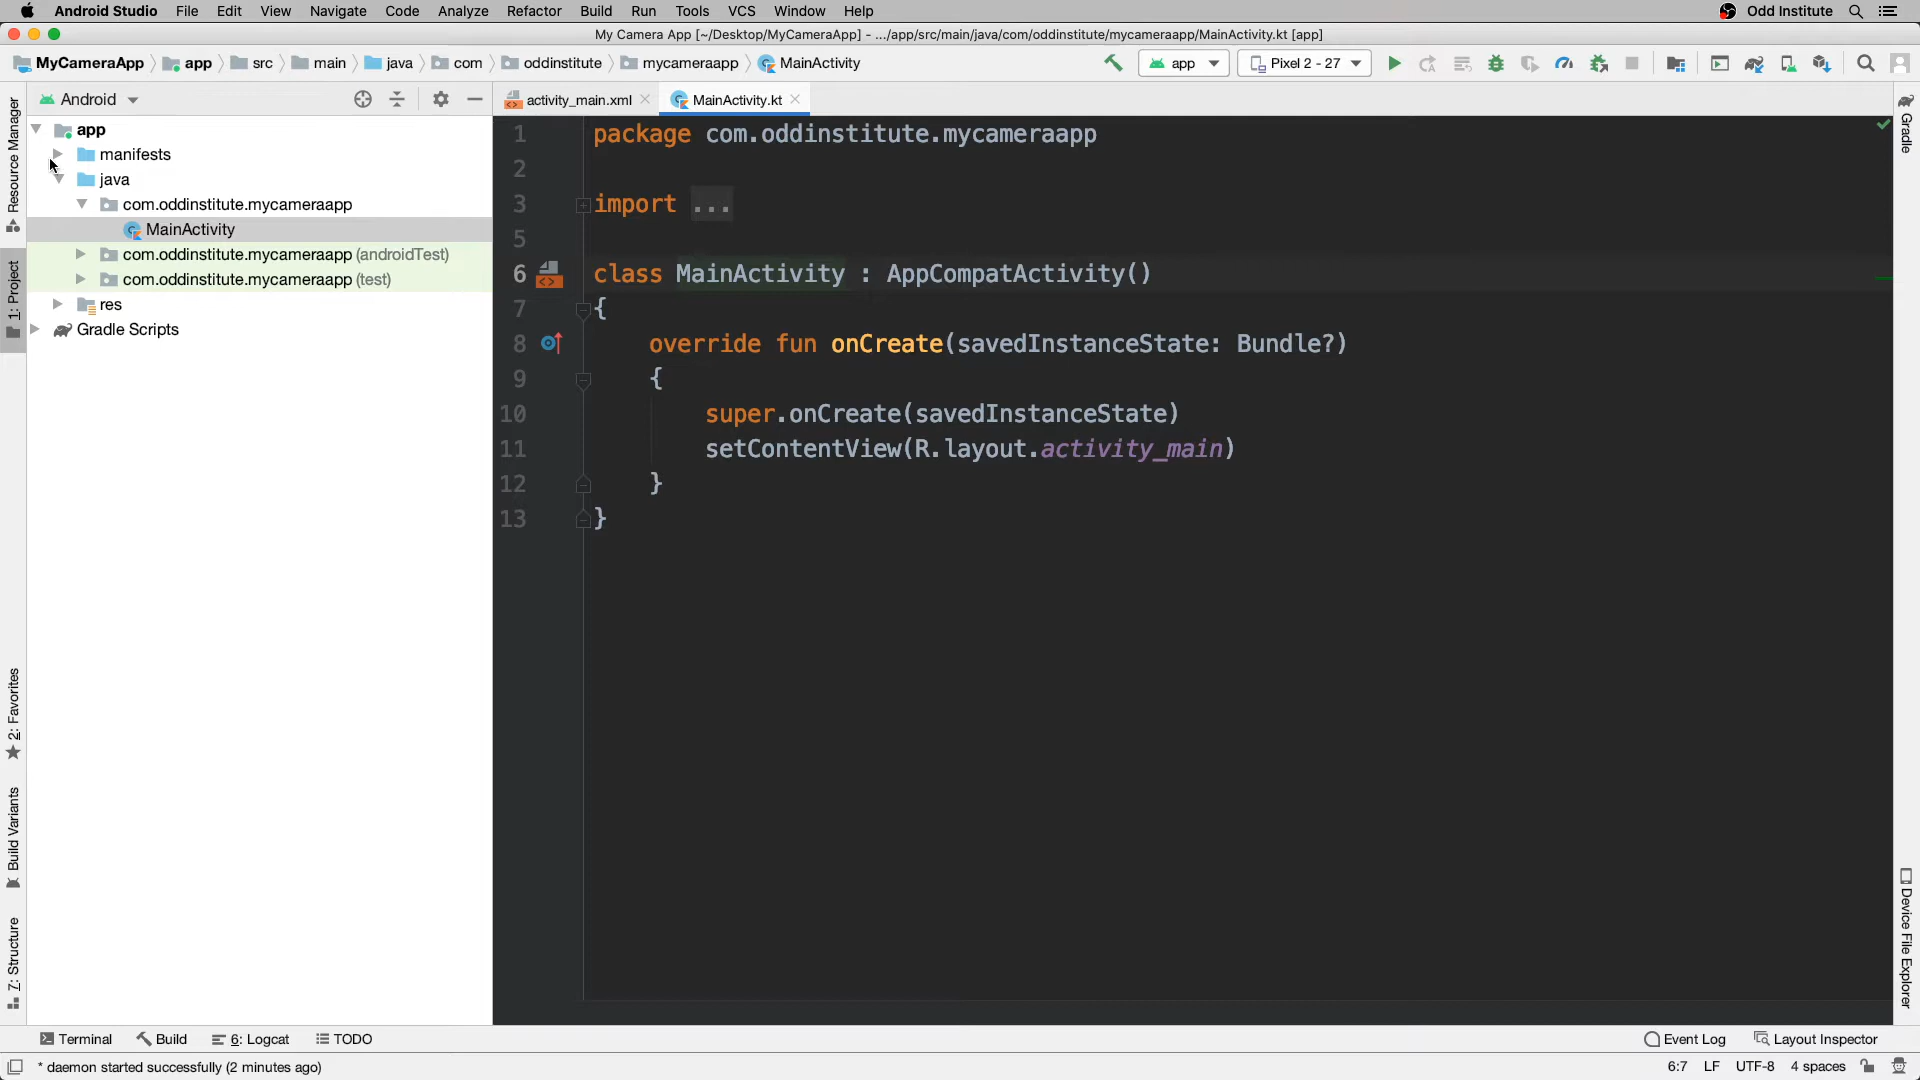 Android Studio File Edit View Navigate Code Analyze Refactor Build Run Tools VCS Window Help Odd Institute
My Camera App [~/Desktop/MyCameraApp] - .../app/src/main/java/com/oddinstitute/mycameraapp/MainActivity.kt [app]
MyCameraApp app src main java com oddinstitute mycameraapp MainActivity app Pixel 2 - 27
Android
activity_main.xml MainActivity.kt
app
manifests
java
com.oddinstitute.mycameraapp
MainActivity
com.oddinstitute.mycameraapp (androidTest)
com.oddinstitute.mycameraapp (test)
res
Gradle Scripts
1 package com.oddinstitute.mycameraapp
2
3 import ...
5
6 class MainActivity : AppCompatActivity()
7 {
8 override fun onCreate(savedInstanceState: Bundle?)
9 {
10 super.onCreate(savedInstanceState)
11 setContentView(R.layout.activity_main)
12 }
13 }
Resource Manager
1: Project
2: Favorites
Build Variants
7: Structure
Gradle
Device File Explorer
Terminal Build 6: Logcat TODO Event Log Layout Inspector
* daemon started successfully (2 minutes ago) 6:7 LF UTF-8 4 spaces